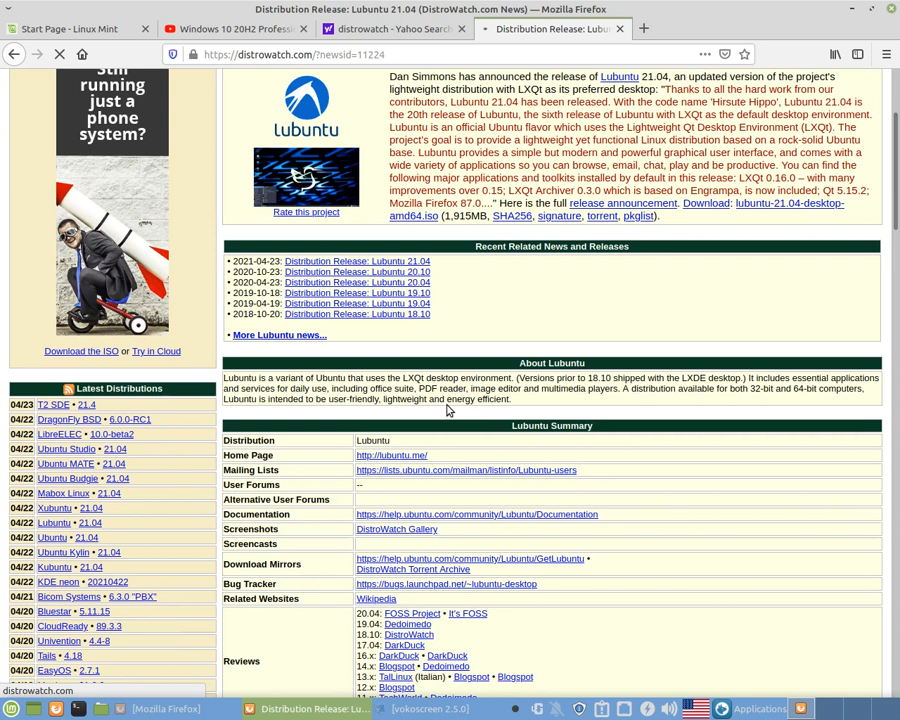 Distribution Release: Lubuntu 21.04 (DistroWatch.com News) — Mozilla Firefox
Start Page - Linux Mint
Windows 10 20H2 Professi
distrowatch - Yahoo Search
Distribution Release: Lubu
https://distrowatch.com/?newsid=11224
Still
running
just a
phone
system?
Download the ISO or Try in Cloud
lubuntu
Rate this project
Dan Simmons has announced the release of Lubuntu 21.04, an updated version of the project's
lightweight distribution with LXQt as its preferred desktop: "Thanks to all the hard work from our
contributors, Lubuntu 21.04 has been released. With the code name 'Hirsute Hippo', Lubuntu 21.04 is
the 20th release of Lubuntu, the sixth release of Lubuntu with LXQt as the default desktop environment.
Lubuntu is an official Ubuntu flavor which uses the Lightweight Qt Desktop Environment (LXQt). The
project's goal is to provide a lightweight yet functional Linux distribution based on a rock-solid Ubuntu
base. Lubuntu provides a simple but modern and powerful graphical user interface, and comes with a
wide variety of applications so you can browse, email, chat, play and be productive. You can find the
following major applications and toolkits installed by default in this release: LXQt 0.16.0 – with many
improvements over 0.15; LXQt Archiver 0.3.0 which is based on Engrampa, is now included; Qt 5.15.2;
Mozilla Firefox 87.0...." Here is the full release announcement. Download: lubuntu-21.04-desktop-
amd64.iso (1,915MB, SHA256, signature, torrent, pkglist).
Recent Related News and Releases
• 2021-04-23: Distribution Release: Lubuntu 21.04
• 2020-10-23: Distribution Release: Lubuntu 20.10
• 2020-04-23: Distribution Release: Lubuntu 20.04
• 2019-10-18: Distribution Release: Lubuntu 19.10
• 2019-04-19: Distribution Release: Lubuntu 19.04
• 2018-10-20: Distribution Release: Lubuntu 18.10
• More Lubuntu news...
About Lubuntu
Lubuntu is a variant of Ubuntu that uses the LXQt desktop environment. (Versions prior to 18.10 shipped with the LXDE desktop.) It includes essential applications
and services for daily use, including office suite, PDF reader, image editor and multimedia players. A distribution available for both 32-bit and 64-bit computers,
Lubuntu is intended to be user-friendly, lightweight and energy efficient.
Latest Distributions
04/23 T2 SDE • 21.4
04/22 DragonFly BSD • 6.0.0-RC1
04/22 LibreELEC • 10.0-beta2
04/22 Ubuntu Studio • 21.04
04/22 Ubuntu MATE • 21.04
04/22 Ubuntu Budgie • 21.04
04/22 Mabox Linux • 21.04
04/22 Xubuntu • 21.04
04/22 Lubuntu • 21.04
04/22 Ubuntu • 21.04
04/22 Ubuntu Kylin • 21.04
04/22 Kubuntu • 21.04
04/22 KDE neon • 20210422
04/21 Bicom Systems • 6.3.0 "PBX"
04/20 Bluestar • 5.11.15
04/20 CloudReady • 89.3.3
04/20 Univention • 4.4-8
04/20 Tails • 4.18
04/20 EasyOS • 2.7.1
Lubuntu Summary
Distribution Lubuntu
Home Page http://lubuntu.me/
Mailing Lists https://lists.ubuntu.com/mailman/listinfo/Lubuntu-users
User Forums --
Alternative User Forums
Documentation https://help.ubuntu.com/community/Lubuntu/Documentation
Screenshots DistroWatch Gallery
Screencasts
Download Mirrors https://help.ubuntu.com/community/Lubuntu/GetLubuntu •
DistroWatch Torrent Archive
Bug Tracker https://bugs.launchpad.net/~lubuntu-desktop
Related Websites Wikipedia
Reviews
20.04: FOSS Project • It's FOSS
19.04: Dedoimedo
18.10: DistroWatch
17.04: DarkDuck
16.x: DarkDuck • DarkDuck
14.x: Blogspot • Dedoimedo
13.x: TalLinux (Italian) • Blogspot • Blogspot
12.x: Blogspot
distrowatch.com
[Mozilla Firefox]
Distribution Release: Lu...
[vokoscreen 2.5.0]
Applications